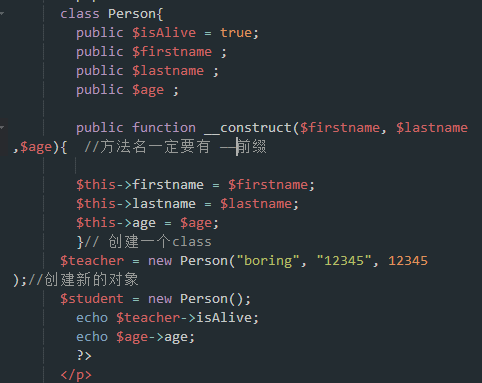 class Person{
public $isAlive = true;
public $firstname ;
public $lastname ;
public $age ;
public function __construct($firstname, $lastname
,$age){ //方法名一定要有 ——前缀
$this->firstname = $firstname;
$this->lastname = $lastname;
$this->age = $age;
}// 创建一个class
$teacher = new Person("boring", "12345", 12345
);//创建新的对象
$student = new Person();
echo $teacher->isAlive;
echo $age->age;
?>
</p>